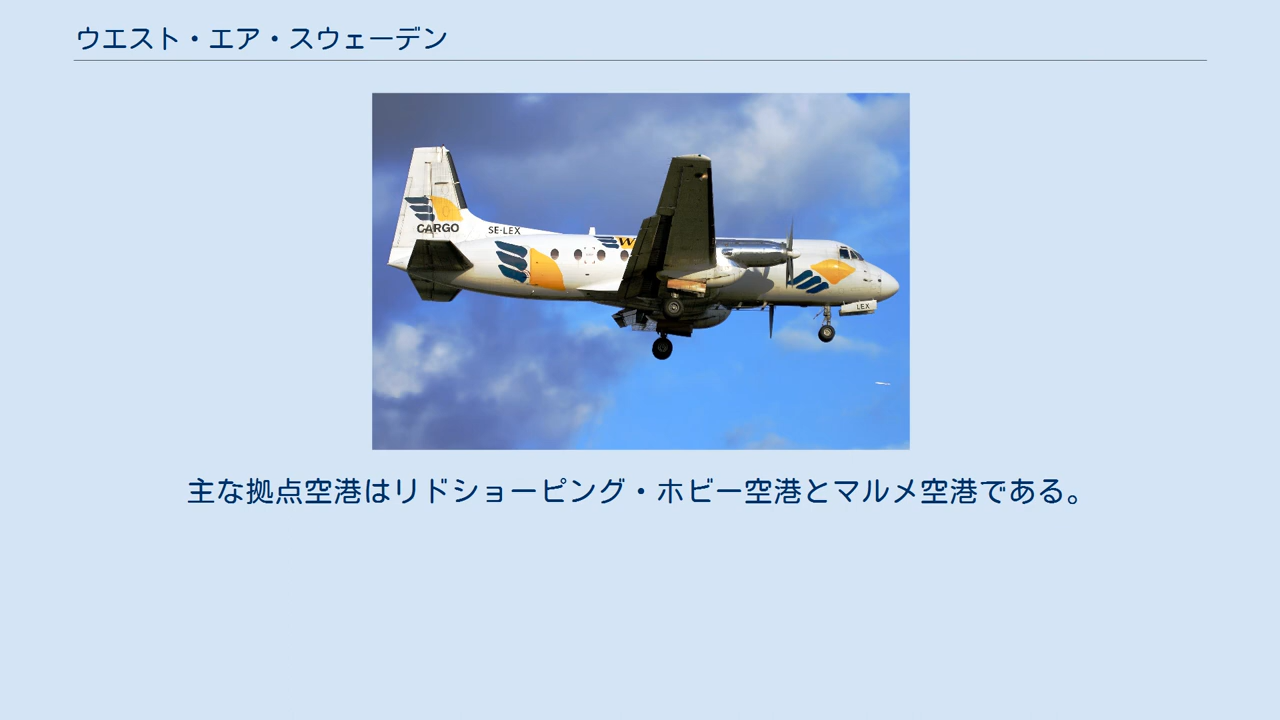 ウエスト・エア・スウェーデン
CARGO
SE-LEX
W
LEX
主な拠点空港はリドショーピング・ホビー空港とマルメ空港である。